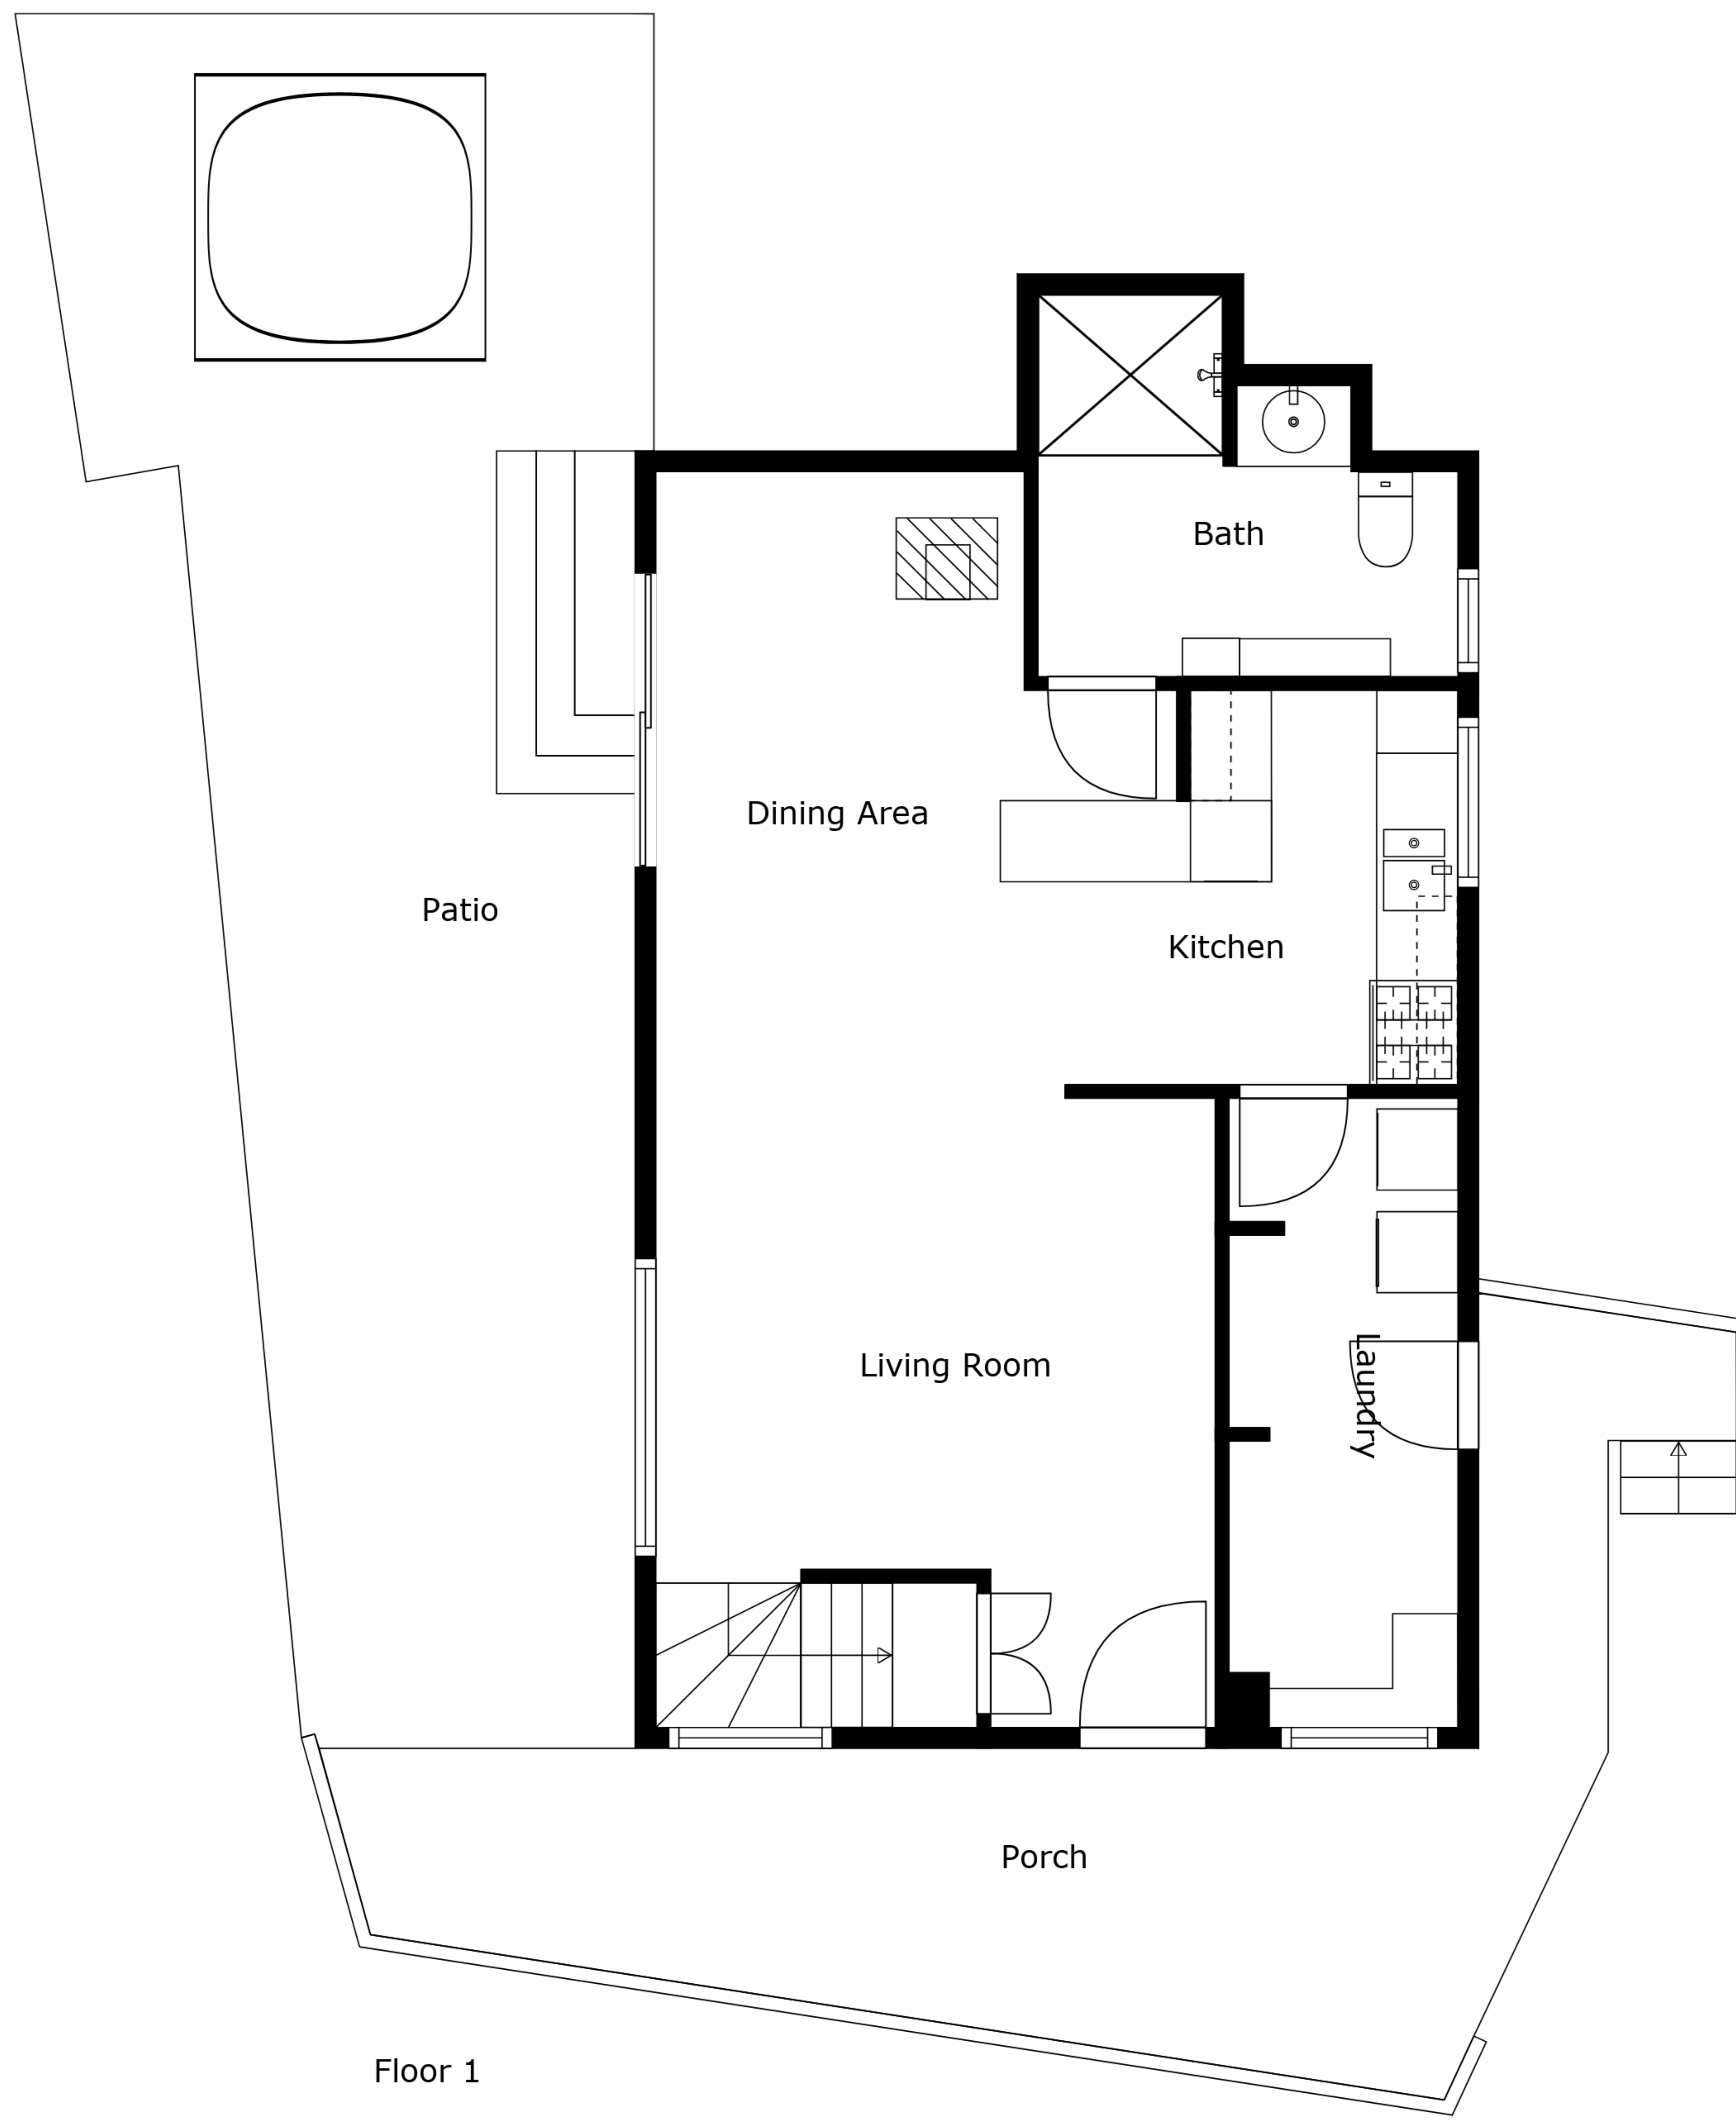 Bath
Dining Area
Patio
Kitchen
Living Room
Laundry
Porch
Floor 1